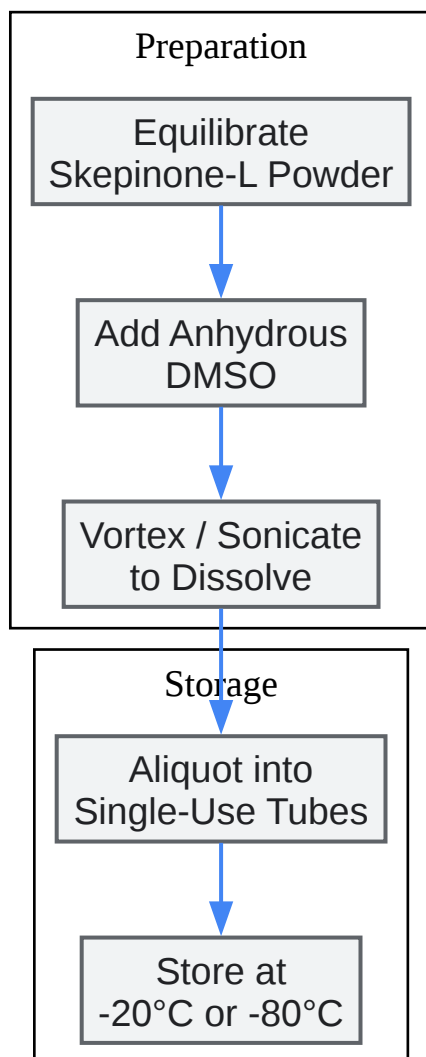 Preparation
Equilibrate
Skepinone-L Powder
Add Anhydrous
DMSO
Vortex / Sonicate
to Dissolve
Storage
Aliquot into
Single-Use Tubes
Store at
-20°C or -80°C